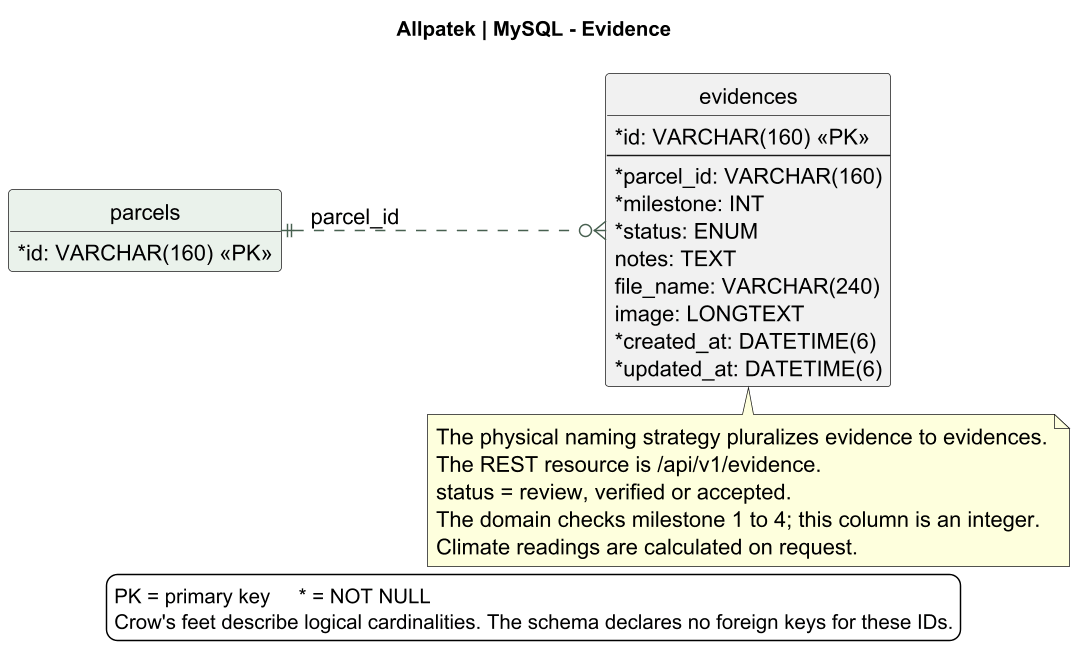 Allpatek | MySQL - Evidence
evidences
*id: VARCHAR(160) «PK»
*parcel_id: VARCHAR(160)
*milestone: INT
*status: ENUM
notes: TEXT
file_name: VARCHAR(240)
image: LONGTEXT
*created_at: DATETIME(6)
*updated_at: DATETIME(6)
parcels
*id: VARCHAR(160) «PK»
parcel_id
The physical naming strategy pluralizes evidence to evidences.
The REST resource is /api/v1/evidence.
status = review, verified or accepted.
The domain checks milestone 1 to 4; this column is an integer.
Climate readings are calculated on request.
PK = primary key     * = NOT NULL
Crow's feet describe logical cardinalities. The schema declares no foreign keys for these IDs.